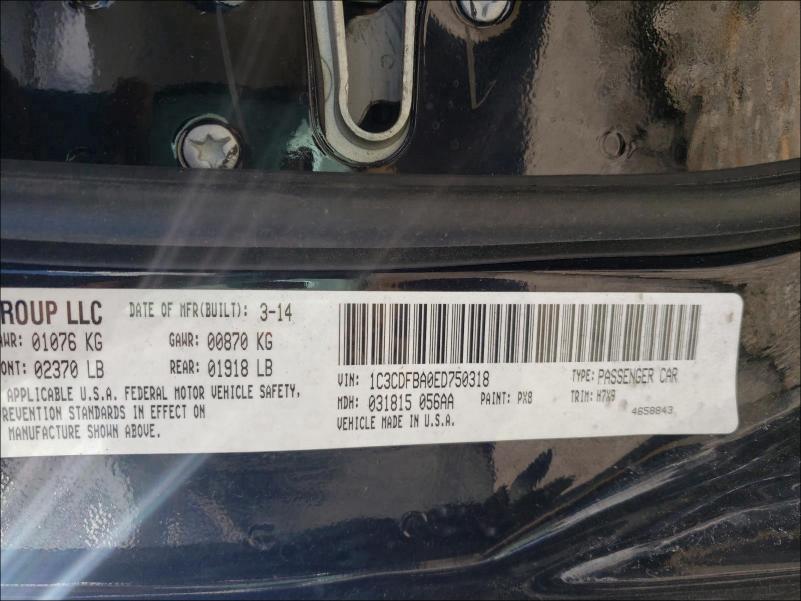 ROUP LLC DATE OF MFR(BUILT): 3-14
AWR: 01076 KG GAWR: 00870 KG
ONT: 02370 LB REAR: 01918 LB
APPLICABLE U.S.A. FEDERAL MOTOR VEHICLE SAFETY,
REVENTION STANDARDS IN EFFECT ON
MANUFACTURE SHOWN ABOVE.
VIN: 1C3CDFBA0ED750318 TYPE: PASSENGER CAR
MDH: 031815 056AA PAINT: PX8 TRIM: H7X9
VEHICLE MADE IN U.S.A. 4658843